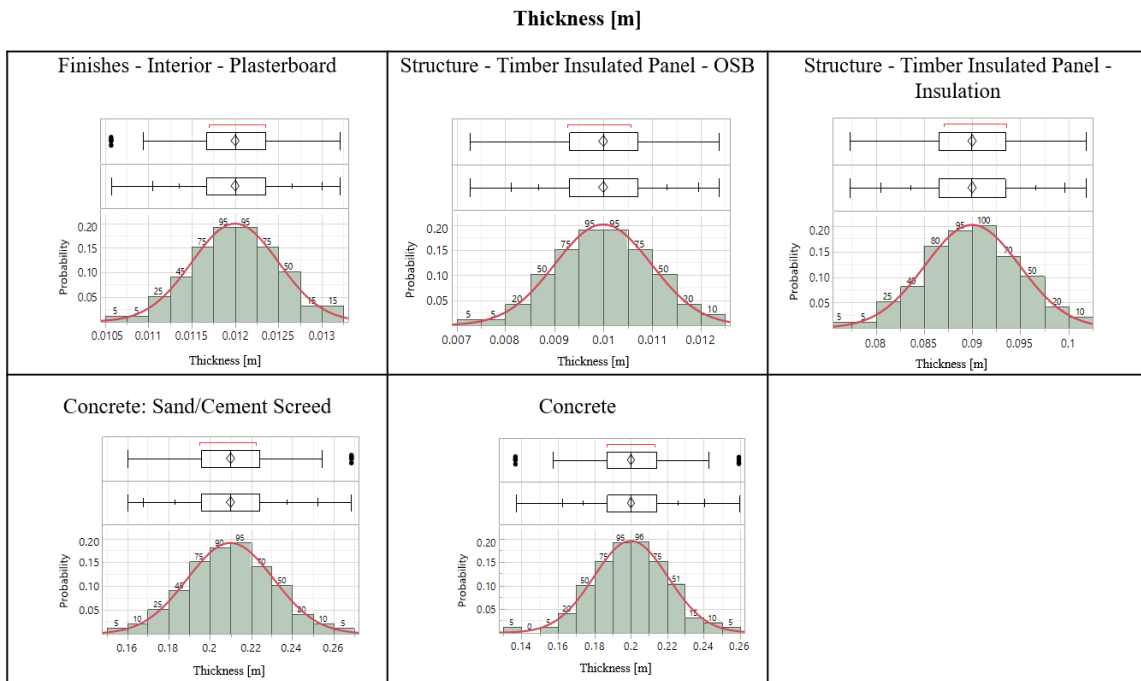 Thickness [m]
Finishes - Interior - Plasterboard
0.20
0.15
0.10
0.05
Probability
5 5 25 45 75 95 95 75 50 15 15
0.0105 0.011 0.0115 0.012 0.0125 0.013
Thickness [m]
Structure - Timber Insulated Panel - OSB
0.20
0.15
0.10
0.05
Probability
5 5 20 50 75 95 95 75 50 20 10
0.007 0.008 0.009 0.01 0.011 0.012
Thickness [m]
Structure - Timber Insulated Panel -
Insulation
0.20
0.15
0.10
0.05
Probability
5 5 25 40 80 95 100 70 50 20 10
0.08 0.085 0.09 0.095 0.1
Thickness [m]
Concrete: Sand/Cement Screed
0.20
0.15
0.10
0.05
Probability
5 10 25 45 75 90 95 70 50 20 10 5
0.16 0.18 0.2 0.22 0.24 0.26
Thickness [m]
Concrete
0.20
0.15
0.10
0.05
Probability
5 0 5 20 50 75 95 96 75 51 15 10 5
0.14 0.16 0.18 0.2 0.22 0.24 0.26
Thickness [m]